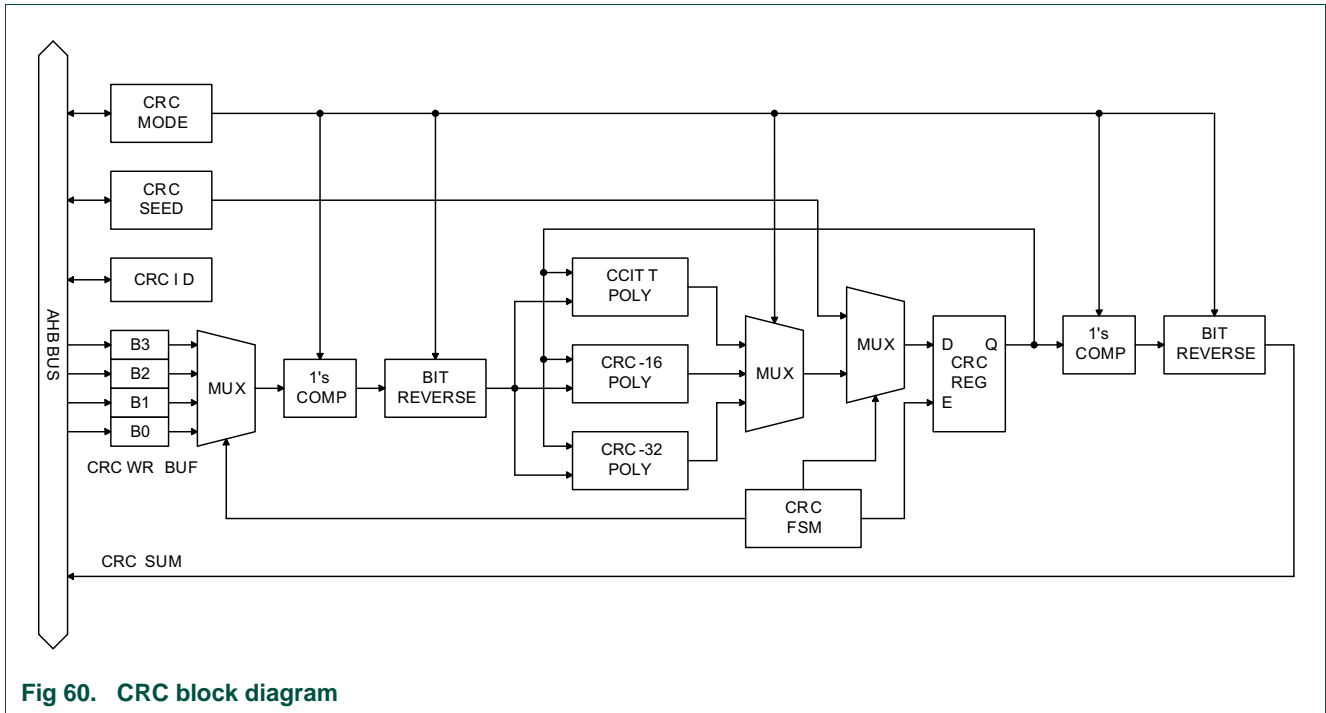 CRC
MODE
CRC
SEED
CRC ID
AHB BUS
B3
B2
B1
B0
CRC WR BUF
MUX
1's
COMP
BIT
REVERSE
CCITT
POLY
CRC-16
POLY
CRC-32
POLY
MUX
MUX
D Q
CRC
REG
E
CRC
FSM
1's
COMP
BIT
REVERSE
CRC SUM
Fig 60. CRC block diagram